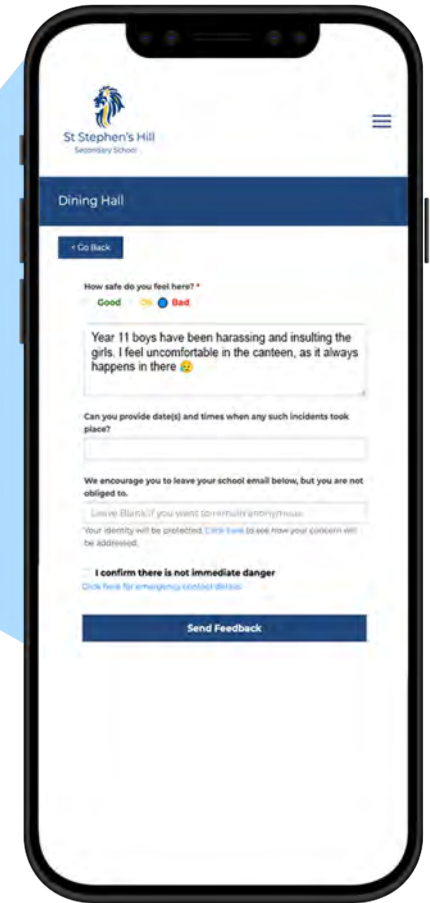 St Stephen's Hill
Secondary School
Dining Hall
< Go Back
How safe do you feel here? *
Good OK Bad
Year 11 boys have been harassing and insulting the
girls. I feel uncomfortable in the canteen, as it always
happens in there 😥
Can you provide date(s) and times when any such incidents took
place?
We encourage you to leave your school email below, but you are not
obliged to.
Leave Blank if you want to remain anonymous
Your identity will be protected. Click here to see how your concern will
be addressed.
I confirm there is not immediate danger
Click here for emergency contact details
Send Feedback